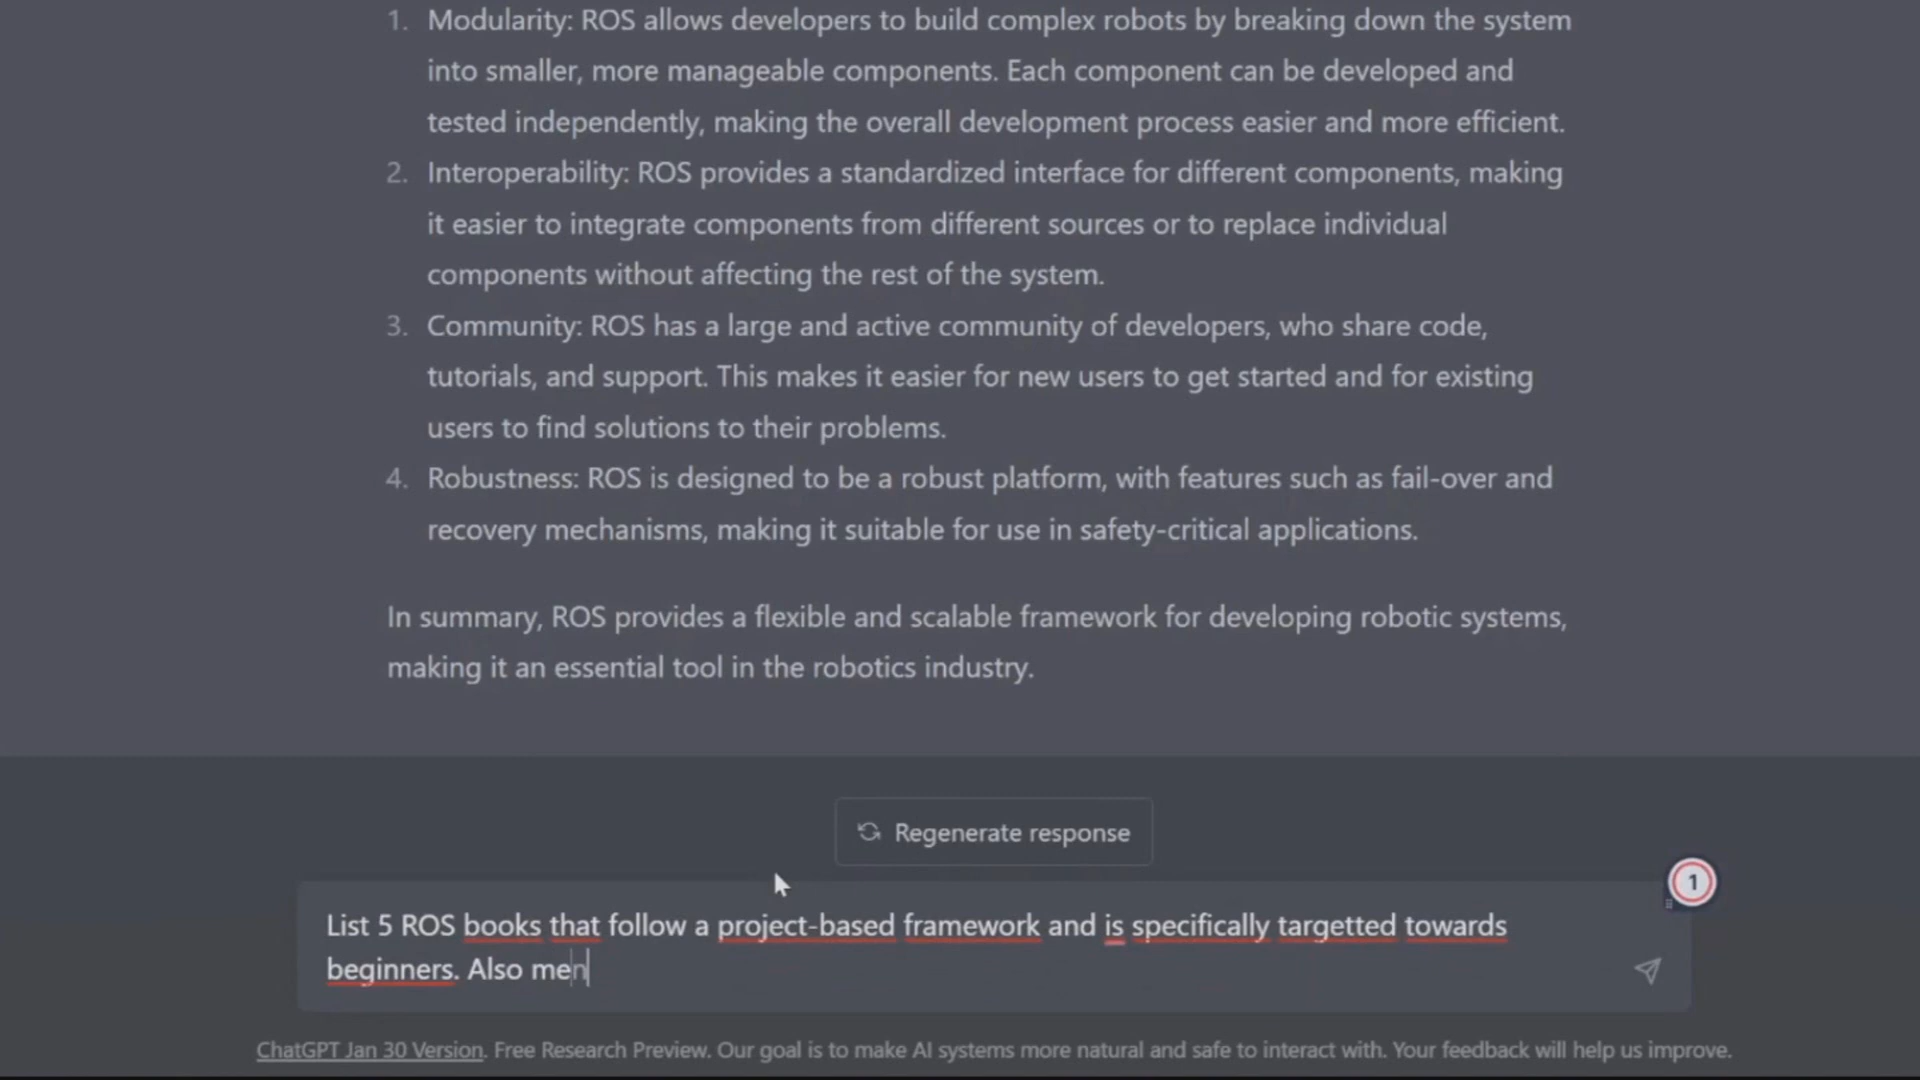 1. Modularity: ROS allows developers to build complex robots by breaking down the system
into smaller, more manageable components. Each component can be developed and
tested independently, making the overall development process easier and more efficient.
2. Interoperability: ROS provides a standardized interface for different components, making
it easier to integrate components from different sources or to replace individual
components without affecting the rest of the system.
3. Community: ROS has a large and active community of developers, who share code,
tutorials, and support. This makes it easier for new users to get started and for existing
users to find solutions to their problems.
4. Robustness: ROS is designed to be a robust platform, with features such as fail-over and
recovery mechanisms, making it suitable for use in safety-critical applications.
In summary, ROS provides a flexible and scalable framework for developing robotic systems,
making it an essential tool in the robotics industry.
Regenerate response
1
List 5 ROS books that follow a project-based framework and is specifically targetted towards
beginners. Also men
ChatGPT Jan 30 Version. Free Research Preview. Our goal is to make AI systems more natural and safe to interact with. Your feedback will help us improve.